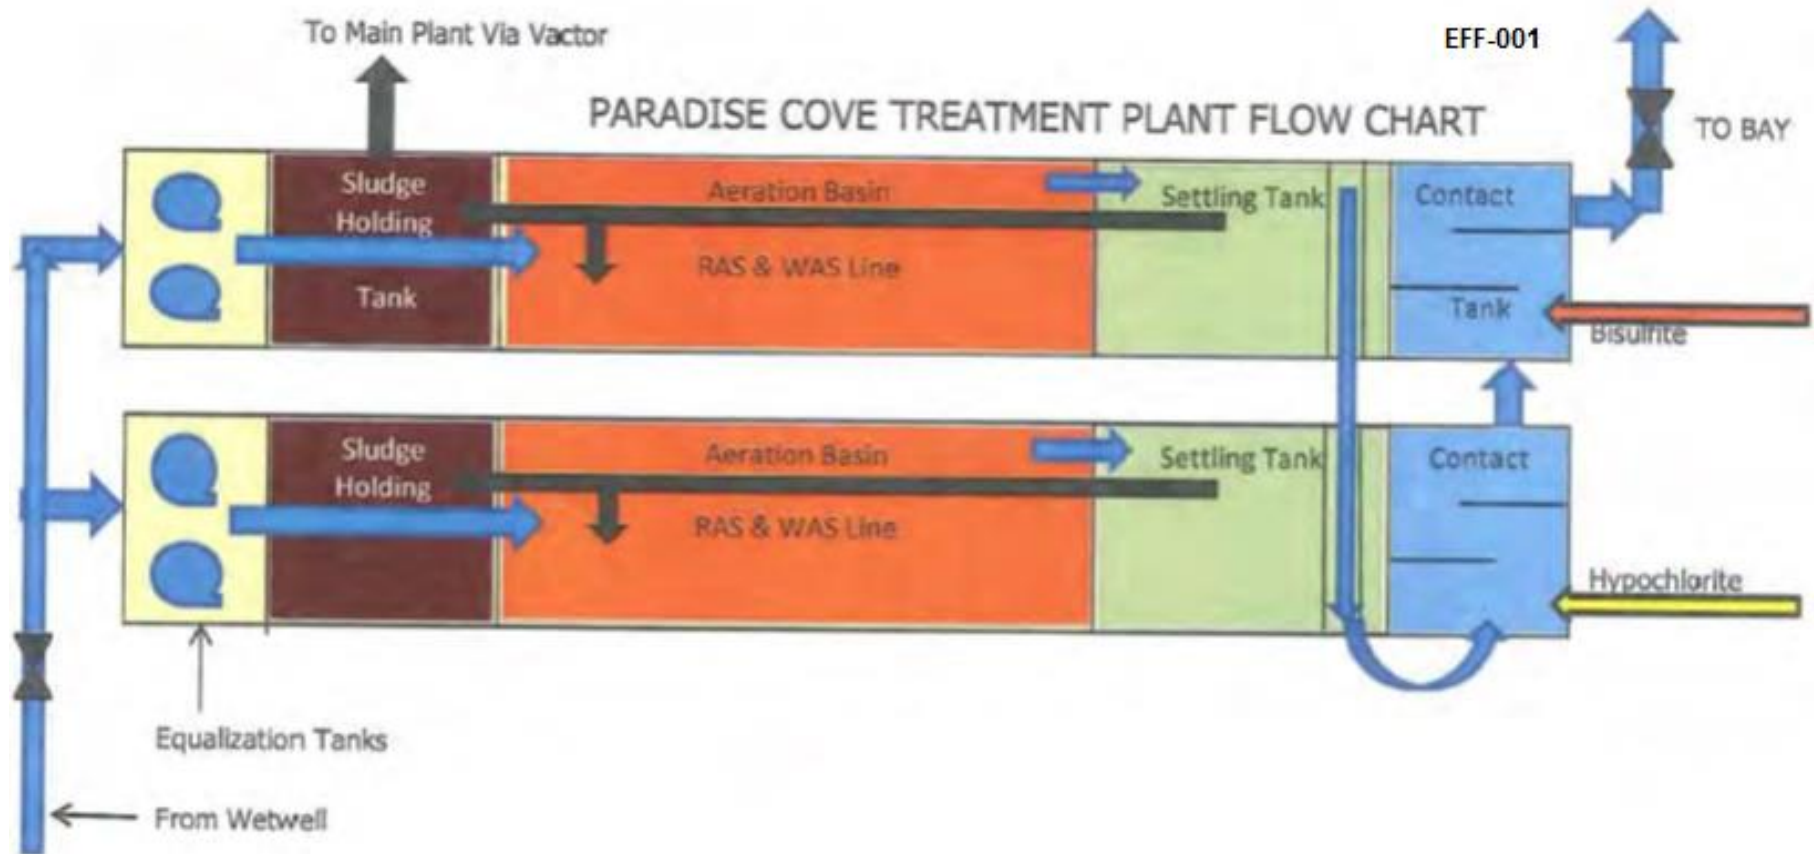 To Main Plant Via Vactor
EFF-001
PARADISE COVE TREATMENT PLANT FLOW CHART
TO BAY
Sludge
Holding
Tank
Aeration Basin
RAS & WAS Line
Settling Tank
Contact
Tank
Bisulfite
Sludge
Holding
Aeration Basin
RAS & WAS Line
Settling Tank
Contact
Hypochlorite
Equalization Tanks
From Wetwell